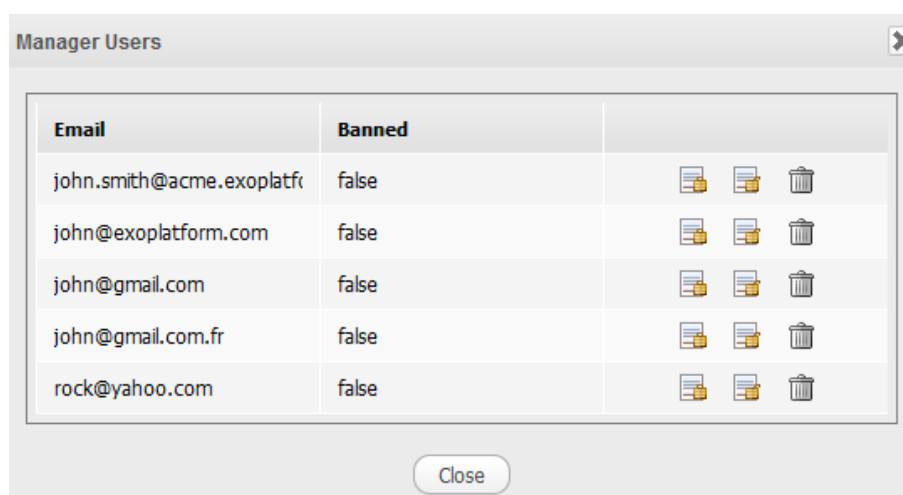 Manager Users
Email Banned
john.smith@acme.exoplatfo false
john@exoplatform.com false
john@gmail.com false
john@gmail.com.fr false
rock@yahoo.com false
Close